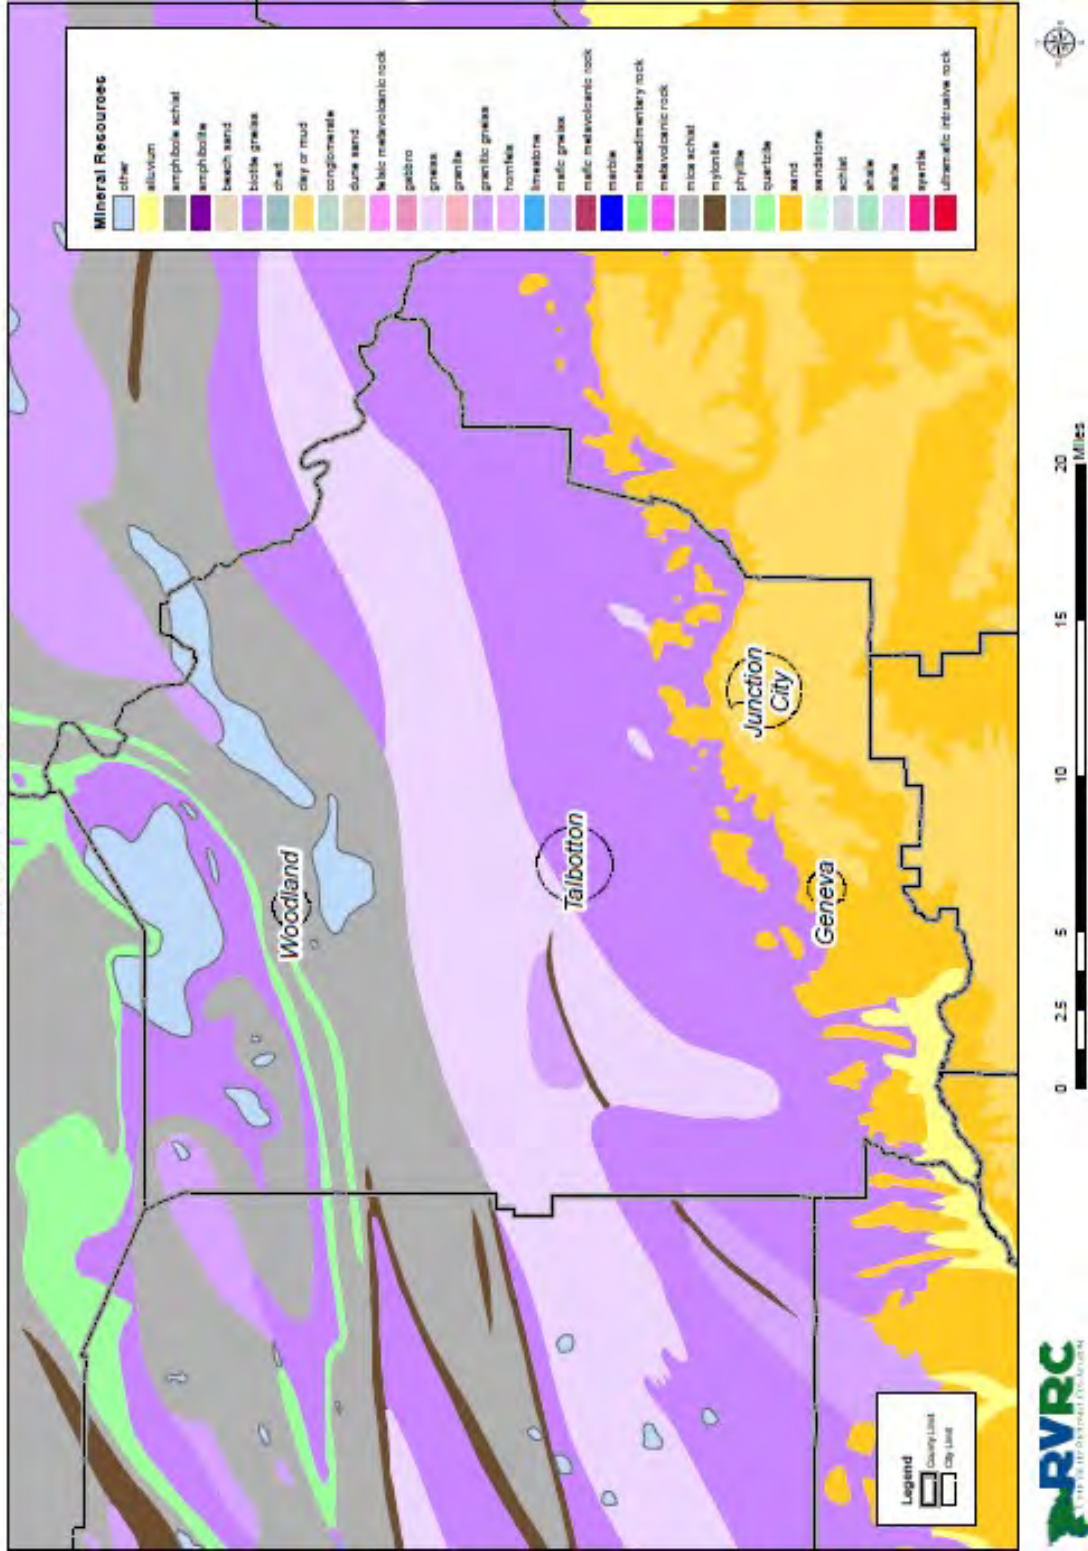 Mineral Resources
other
alluvium
amphibole schist
amphibolite
beach sand
biotite gneiss
chert
clay or mud
conglomerate
dune sand
felsic metavolcanic rock
gabbro
gneiss
granite
granitic gneiss
hornfels
limestone
mafic gneiss
mafic metavolcanic rock
marble
metasedimentary rock
metavolcanic rock
mica schist
mylonite
phyllite
quartzite
sand
sandstone
schist
shale
slate
syenite
ultramafic intrusive rock
Woodland
Talbotton
Junction
City
Geneva
Legend
County Limit
City Limit
0 2.5 5 10 15 20
Miles
RVRC